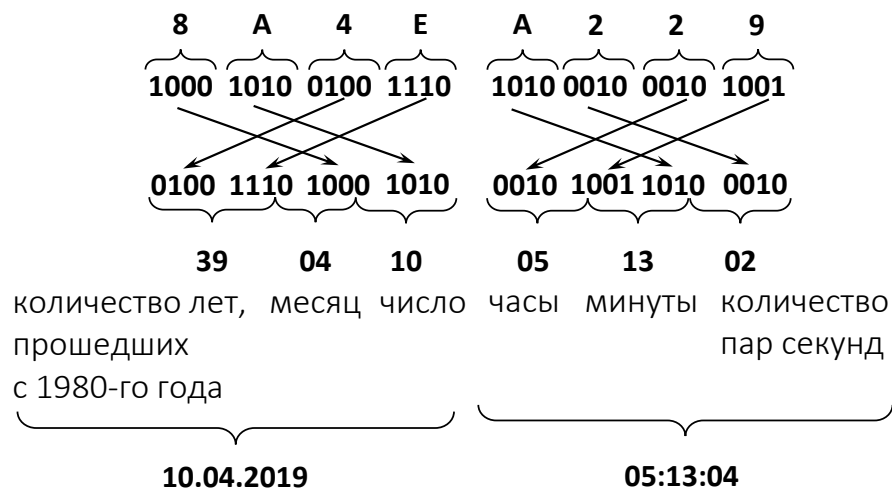 8 A 4 E A 2 2 9
1000 1010 0100 1110 1010 0010 0010 1001
0100 1110 1000 1010 0010 1001 1010 0010
39 04 10 05 13 02
количество лет, месяц число часы минуты количество
прошедших пар секунд
с 1980-го года
10.04.2019 05:13:04